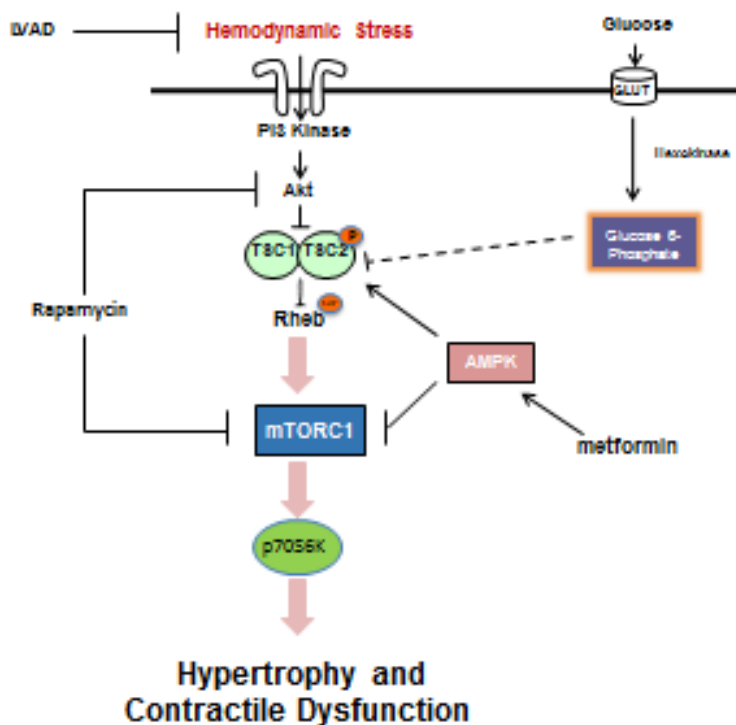 LVAD
Hemodynamic Stress
Glucose
GLUT
PI3 Kinase
Hexokinase
Akt
TSC1
TSC2
P
Glucose 6-
Phosphate
Rheb
Rapamycin
AMPK
mTORC1
metformin
p70S6K
Hypertrophy and
Contractile Dysfunction